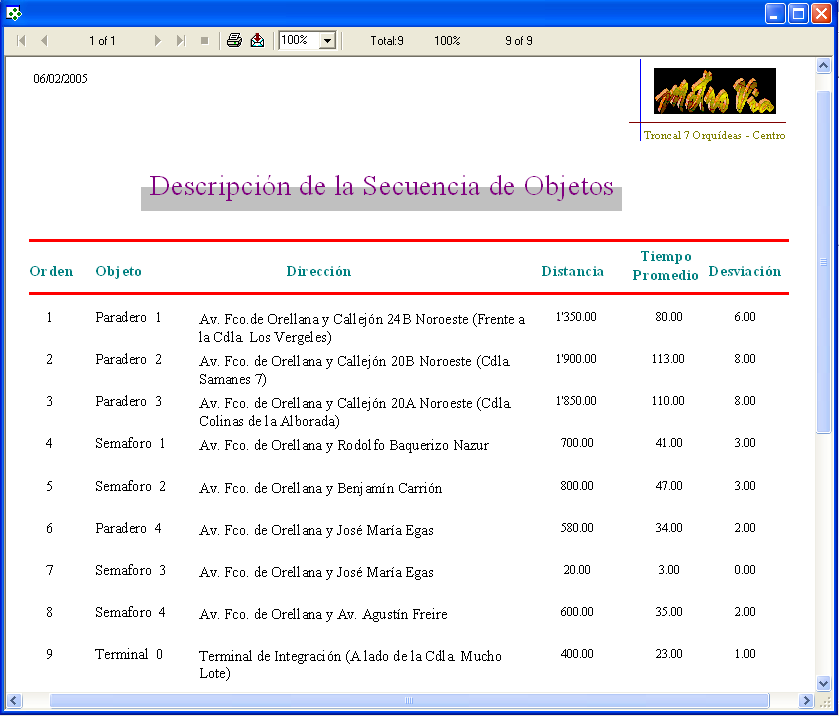 1 of 1 100% Total:9 100% 9 of 9
06/02/2005
Troncal 7 Orquídeas - Centro
Descripción de la Secuencia de Objetos
Orden Objeto Dirección Distancia Tiempo Promedio Desviación
1 Paradero 1 Av. Fco.de Orellana y Callejón 24B Noroeste (Frente a 1'350.00 80.00 6.00
la Cdla. Los Vergeles)
2 Paradero 2 Av. Fco. de Orellana y Callejón 20B Noroeste (Cdla. 1'900.00 113.00 8.00
Samanes 7)
3 Paradero 3 Av. Fco. de Orellana y Callejón 20A Noroeste (Cdla. 1'850.00 110.00 8.00
Colinas de la Alborada)
4 Semaforo 1 Av. Fco. de Orellana y Rodolfo Baquerizo Nazur 700.00 41.00 3.00
5 Semaforo 2 Av. Fco. de Orellana y Benjamín Carrión 800.00 47.00 3.00
6 Paradero 4 Av. Fco. de Orellana y José María Egas 580.00 34.00 2.00
7 Semaforo 3 Av. Fco. de Orellana y José María Egas 20.00 3.00 0.00
8 Semaforo 4 Av. Fco. de Orellana y Av. Agustín Freire 600.00 35.00 2.00
9 Terminal 0 Terminal de Integración (A lado de la Cdla. Mucho 400.00 23.00 1.00
Lote)